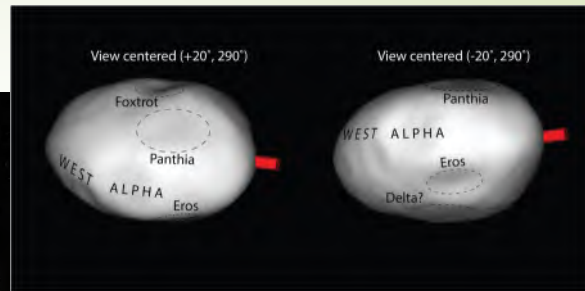 View centered (+20°, 290°)
Foxtrot
Panthia
WEST ALPHA
Eros
View centered (-20°, 290°)
Panthia
WEST ALPHA
Eros
Delta?